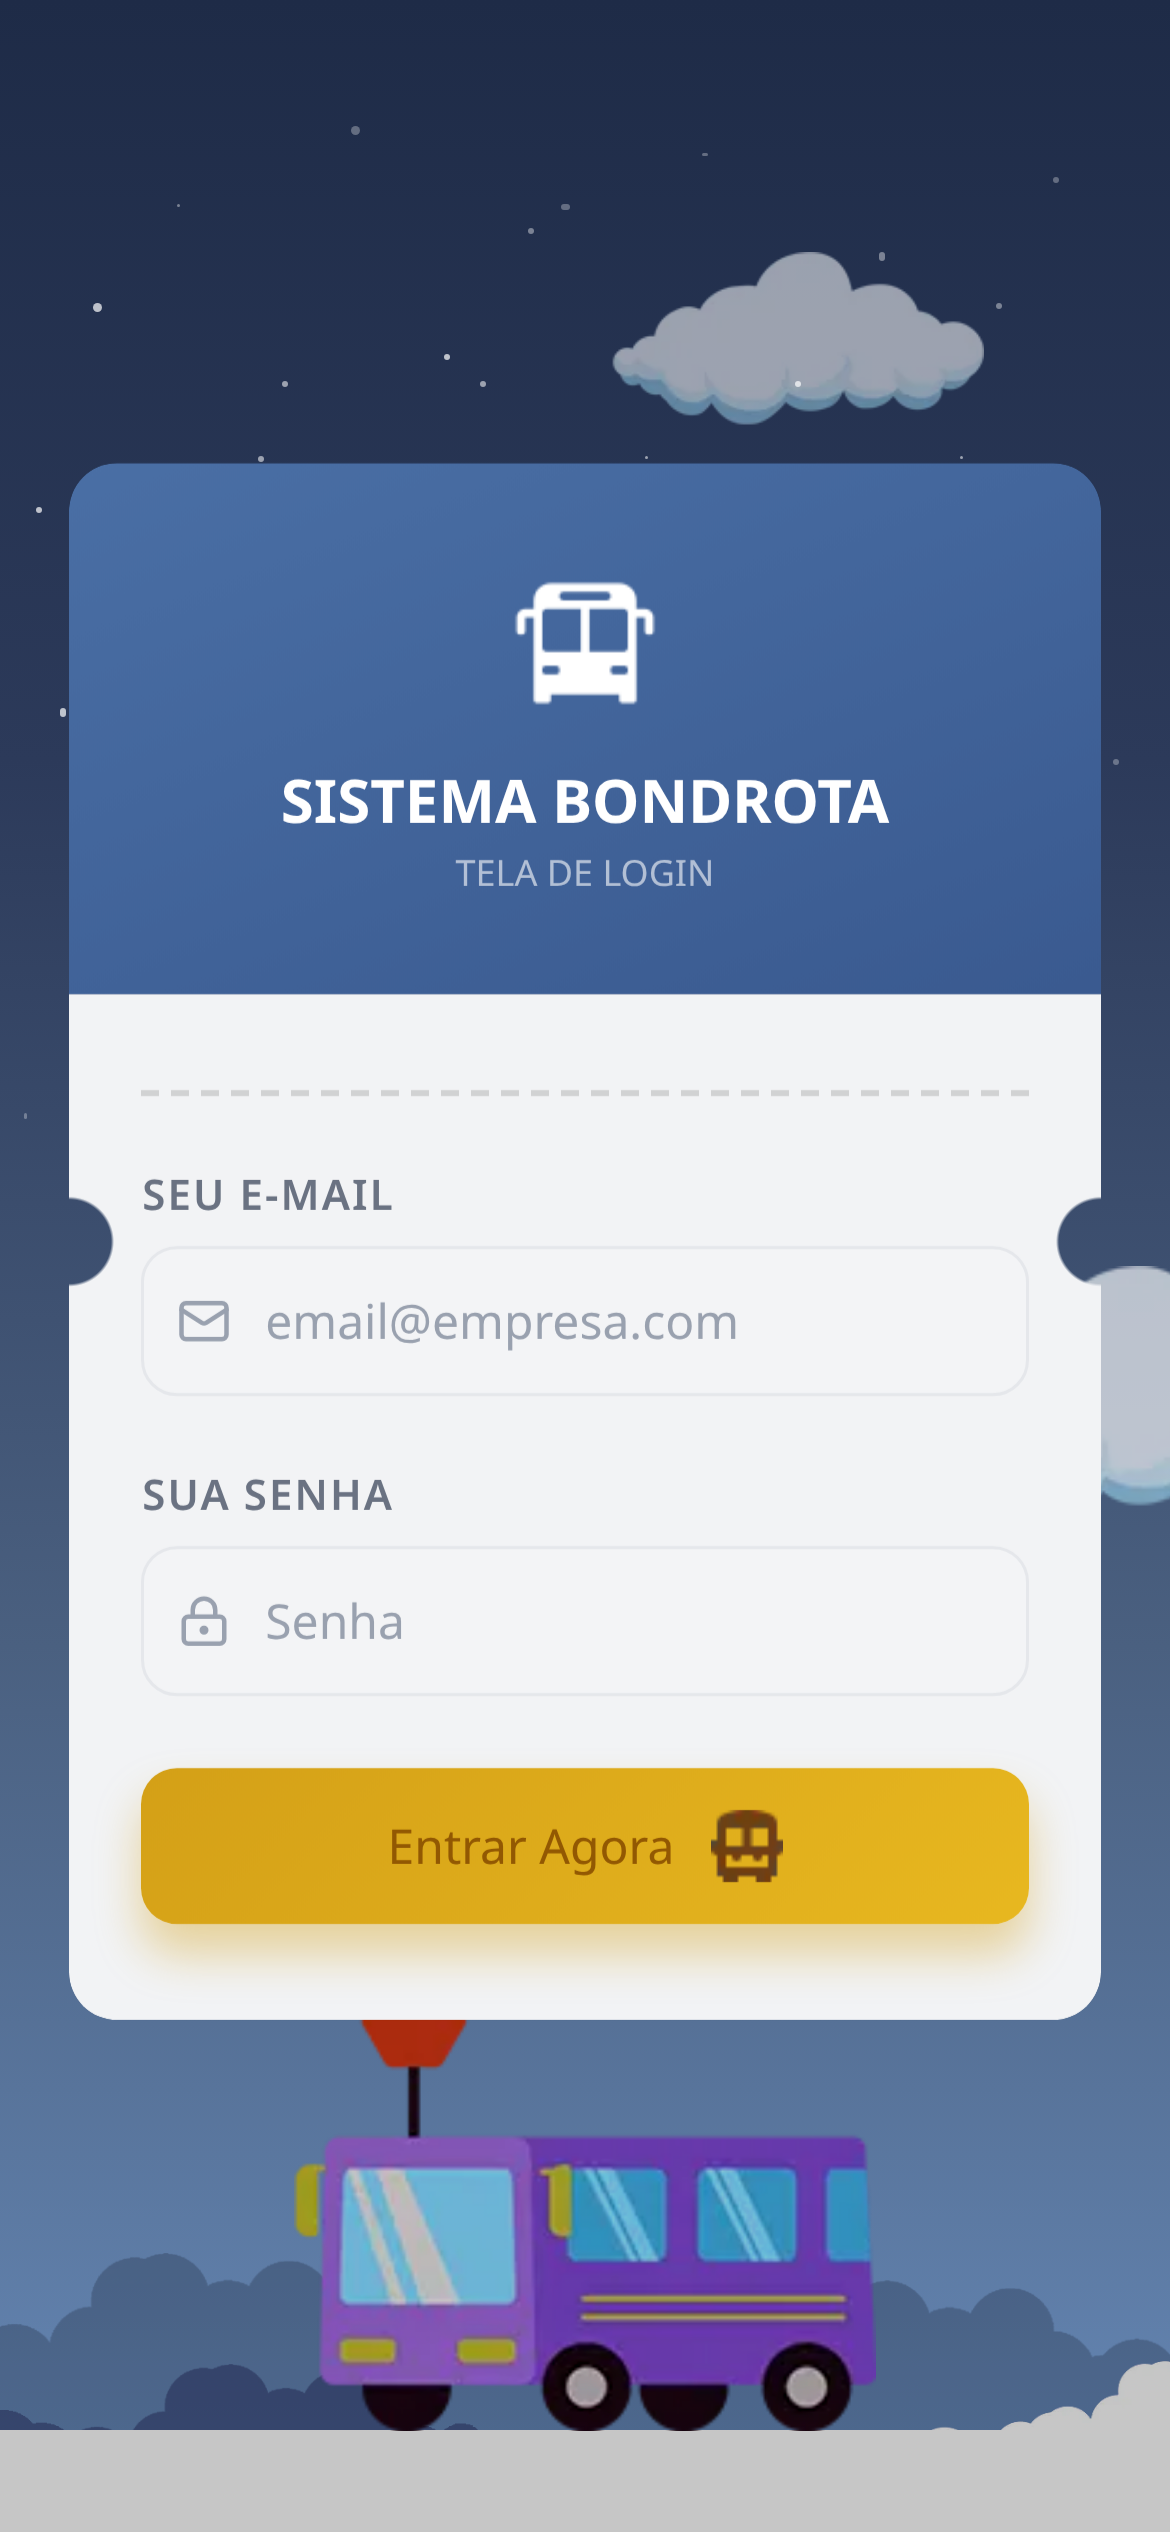 SISTEMA BONDROTA
TELA DE LOGIN
SEU E-MAIL
email@empresa.com
SUA SENHA
Senha
Entrar Agora